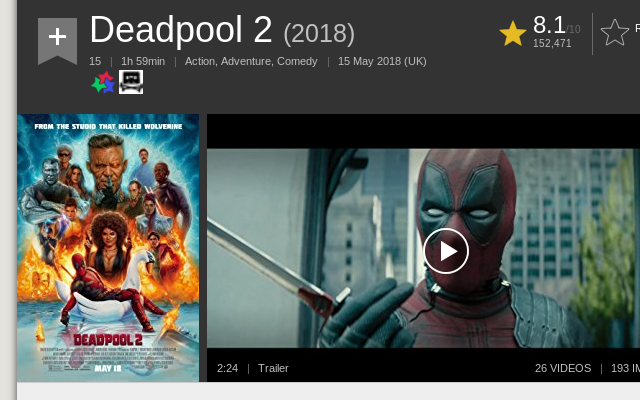 Deadpool 2 (2018)
15 | 1h 59min | Action, Adventure, Comedy | 15 May 2018 (UK)
8.1/10
152,471
R
FROM THE STUDIO THAT KILLED WOLVERINE
DEADPOOL 2
MAY 18
2:24 | Trailer
26 VIDEOS | 193 IM